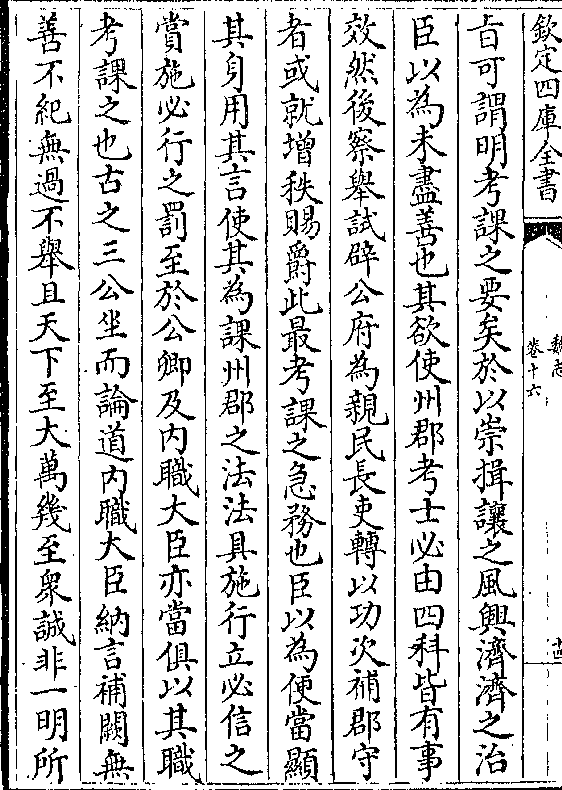 欽定四庫全書
魏志
卷十六
十四
旨可謂明考課之要矣於以崇揖讓之風興濟濟之治
臣以為未盡善也其欲使州郡考士必由四科皆有事
效然後察舉試辟公府為親民長吏轉以功次補郡守
者或就增秩賜爵此最考課之急務也臣以為便當顯
其身用其言使具為課州郡之法法具施行立必信之
賞施必行之罰至於公卿及内職大臣亦當俱以其職
考課之也古之三公坐而論道内職大臣納言補闕無
善不紀無過不舉且天下至大萬幾至衆誠非一明所